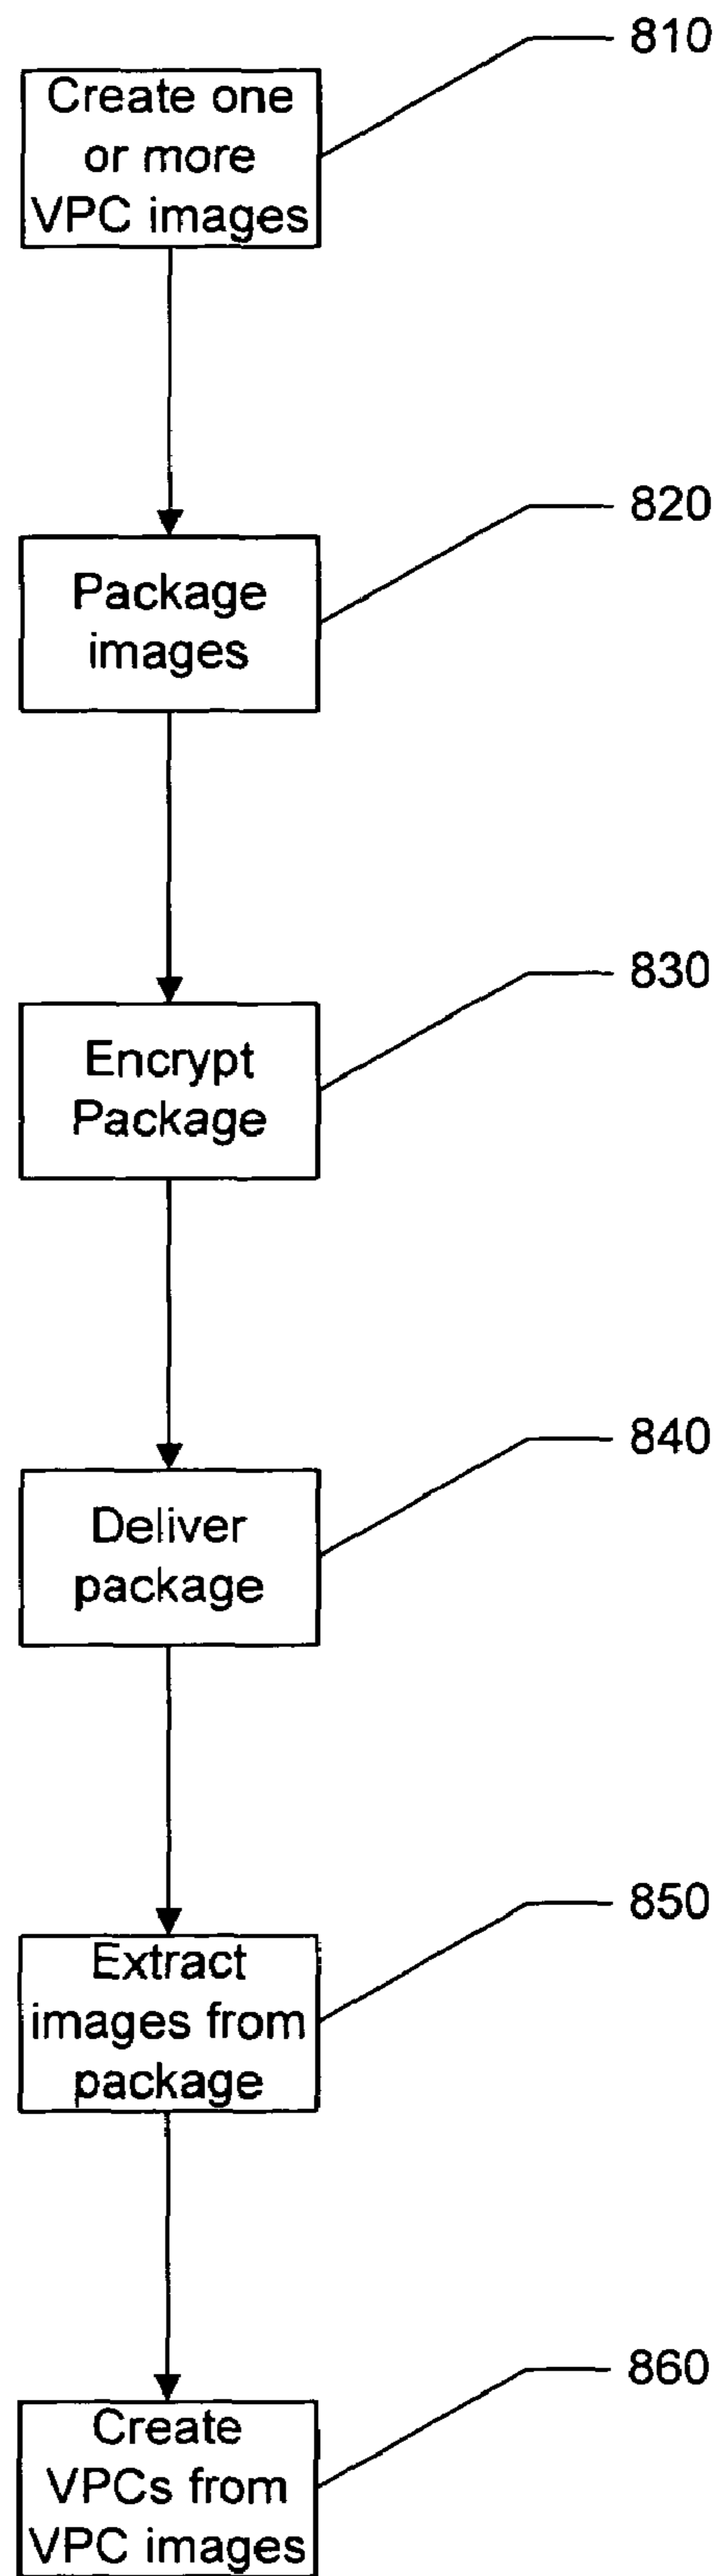 810
Create one
or more
VPC images
820
Package
images
830
Encrypt
Package
840
Deliver
package
850
Extract
images from
package
860
Create
VPCs from
VPC images